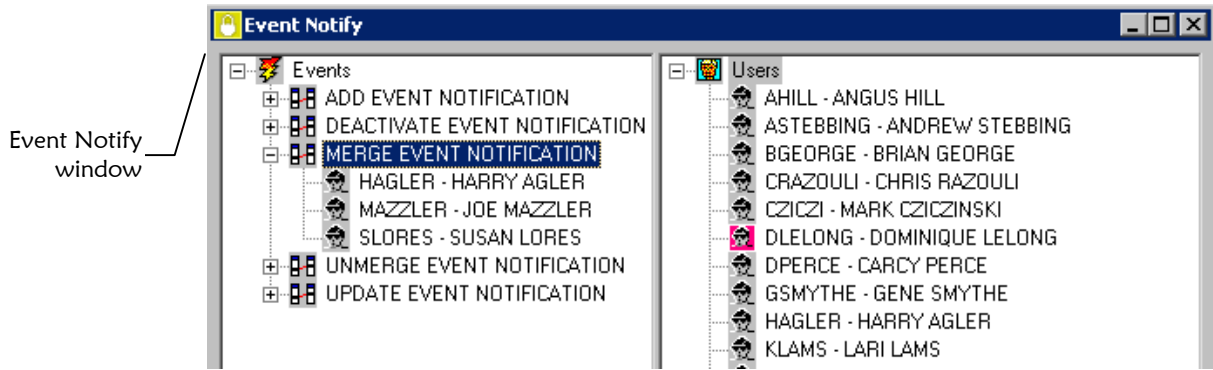 Event Notify
Event Notify
window
Events
ADD EVENT NOTIFICATION
DEACTIVATE EVENT NOTIFICATION
MERGE EVENT NOTIFICATION
HAGLER - HARRY AGLER
MAZZLER - JOE MAZZLER
SLORES - SUSAN LORES
UNMERGE EVENT NOTIFICATION
UPDATE EVENT NOTIFICATION
Users
AHILL - ANGUS HILL
ASTEBBING - ANDREW STEBBING
BGEORGE - BRIAN GEORGE
CRAZOULI - CHRIS RAZOULI
CZICZI - MARK CZICZINSKI
DLELONG - DOMINIQUE LELONG
DPERCE - CARCY PERCE
GSMYTHE - GENE SMYTHE
HAGLER - HARRY AGLER
KLAMS - LARI LAMS